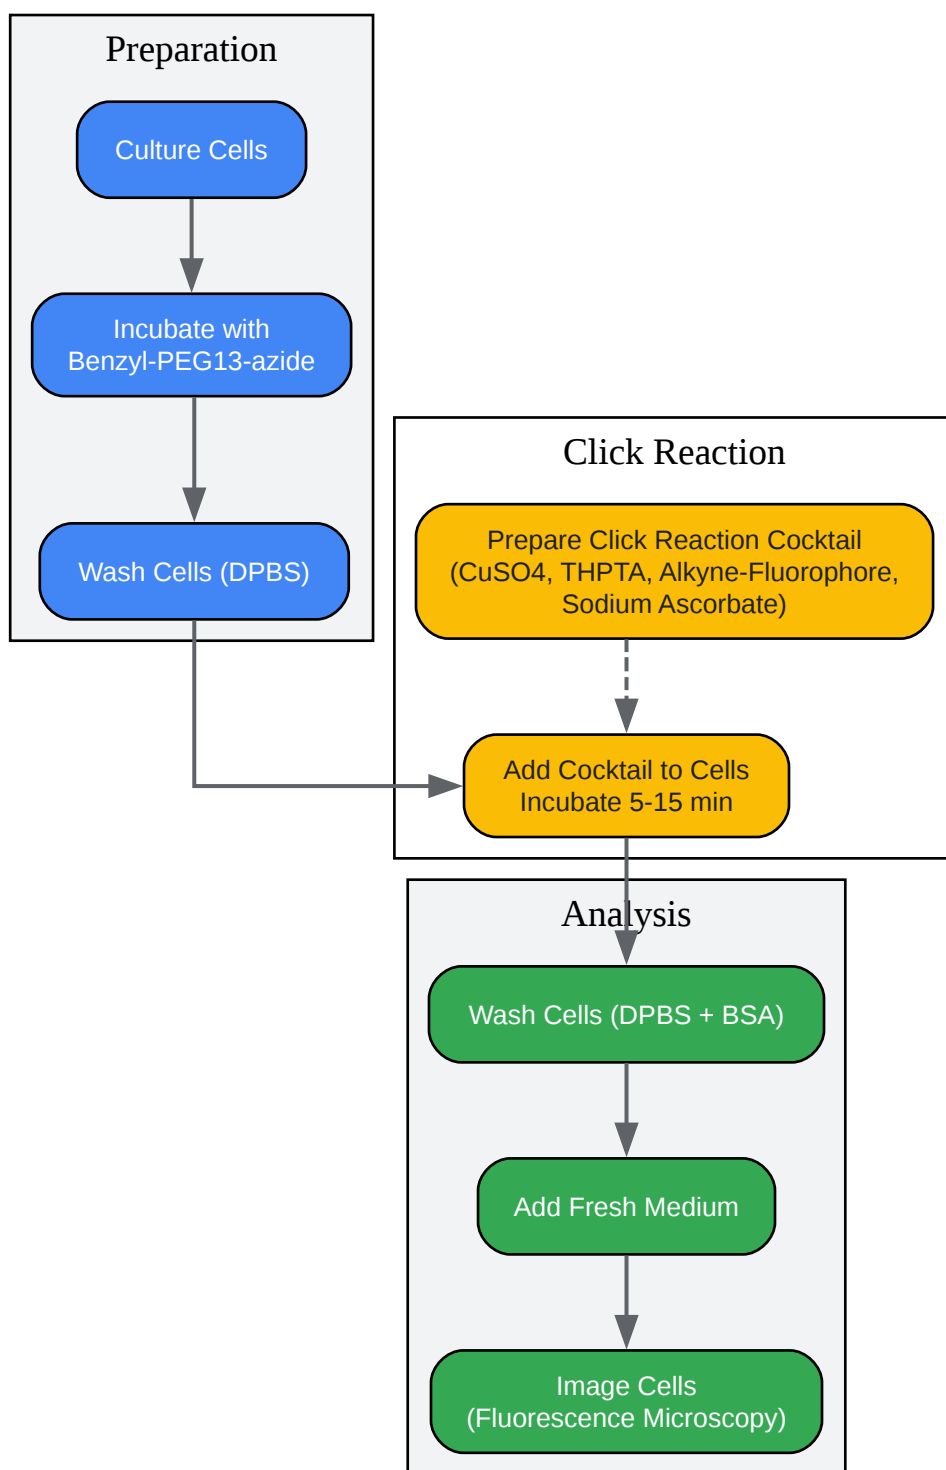 Preparation
Culture Cells
Incubate with
Benzyl-PEG13-azide
Wash Cells (DPBS)
Click Reaction
Prepare Click Reaction Cocktail
(CuSO4, THPTA, Alkyne-Fluorophore,
Sodium Ascorbate)
Add Cocktail to Cells
Incubate 5-15 min
Analysis
Wash Cells (DPBS + BSA)
Add Fresh Medium
Image Cells
(Fluorescence Microscopy)